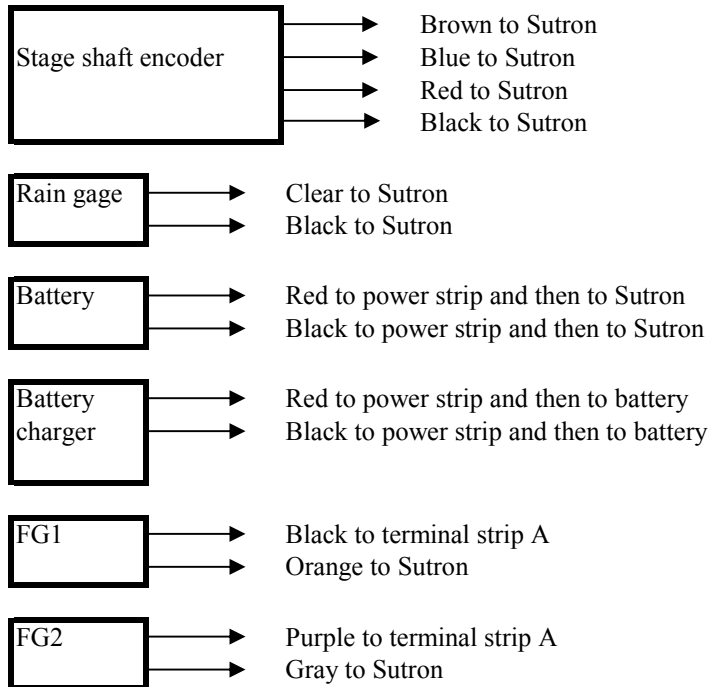 Brown to Sutron
Stage shaft encoder
Blue to Sutron
Red to Sutron
Black to Sutron
Rain gage
Clear to Sutron
Black to Sutron
Battery
Red to power strip and then to Sutron
Black to power strip and then to Sutron
Battery
charger
Red to power strip and then to battery
Black to power strip and then to battery
FG1
Black to terminal strip A
Orange to Sutron
FG2
Purple to terminal strip A
Gray to Sutron